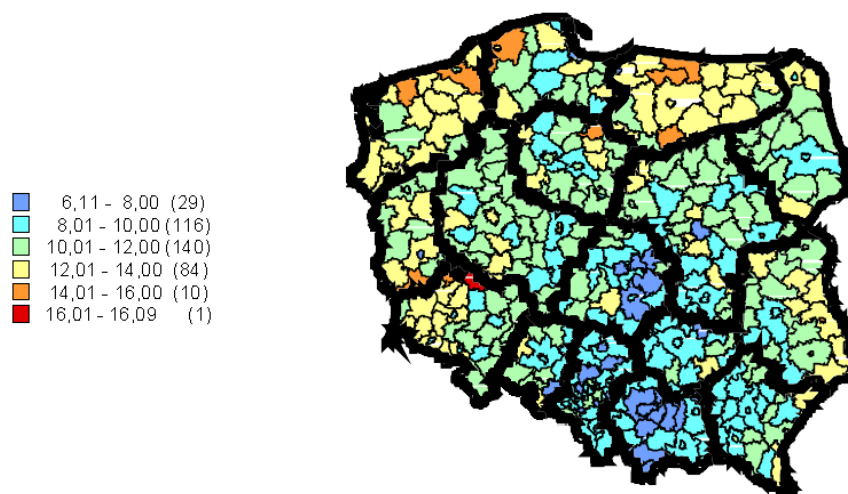 6,11 - 8,00 (29)
8,01 - 10,00 (116)
10,01 - 12,00 (140)
12,01 - 14,00 (84)
14,01 - 16,00 (10)
16,01 - 16,09 (1)